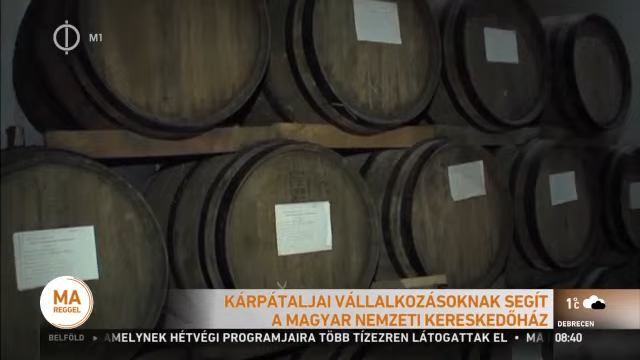 M1
MA
REGGEL
KÁRPÁTALJAI VÁLLALKOZÁSOKNAK SEGÍT
A MAGYAR NEMZETI KERESKEDŐHÁZ
1°C
DEBRECEN
BELFÖLD
AMELYNEK HÉTVÉGI PROGRAMJAIRA TÖBB TÍZEZREN LÁTOGATTAK EL • MA
08:40